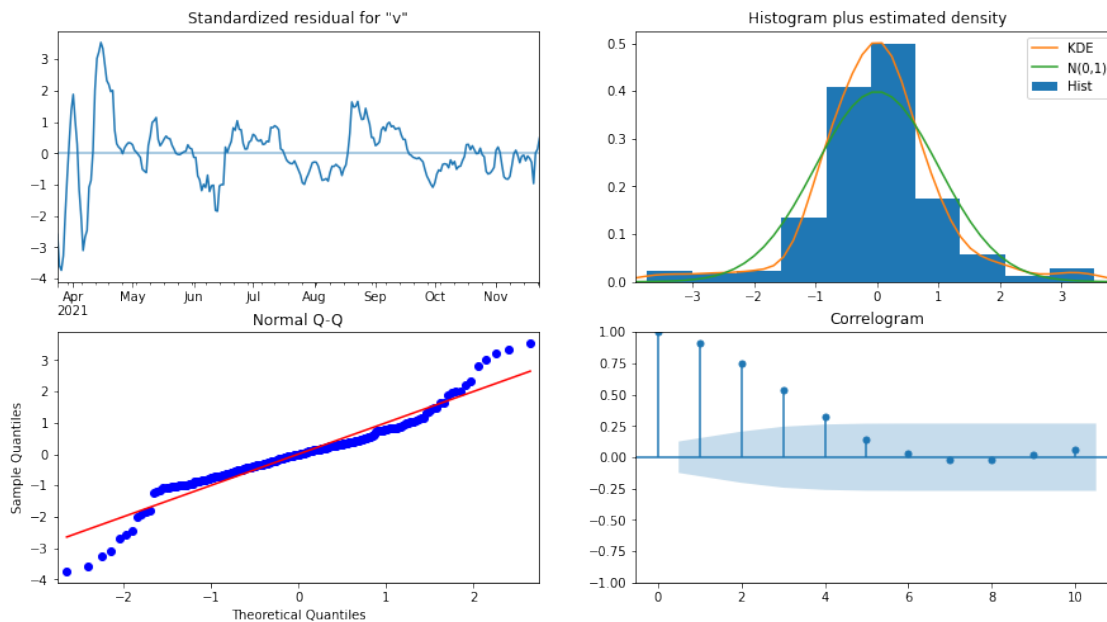 Standardized residual for "v"
3
2
1
0
−1
−2
−3
−4
Apr May Jun Jul Aug Sep Oct Nov
2021
Histogram plus estimated density
KDE
N(0,1)
Hist
0.5
0.4
0.3
0.2
0.1
0.0
−3 −2 −1 0 1 2 3
Normal Q-Q
Sample Quantiles
3
2
1
0
−1
−2
−3
−4
−2 −1 0 1 2
Theoretical Quantiles
Correlogram
1.00
0.75
0.50
0.25
0.00
−0.25
−0.50
−0.75
−1.00
0 2 4 6 8 10